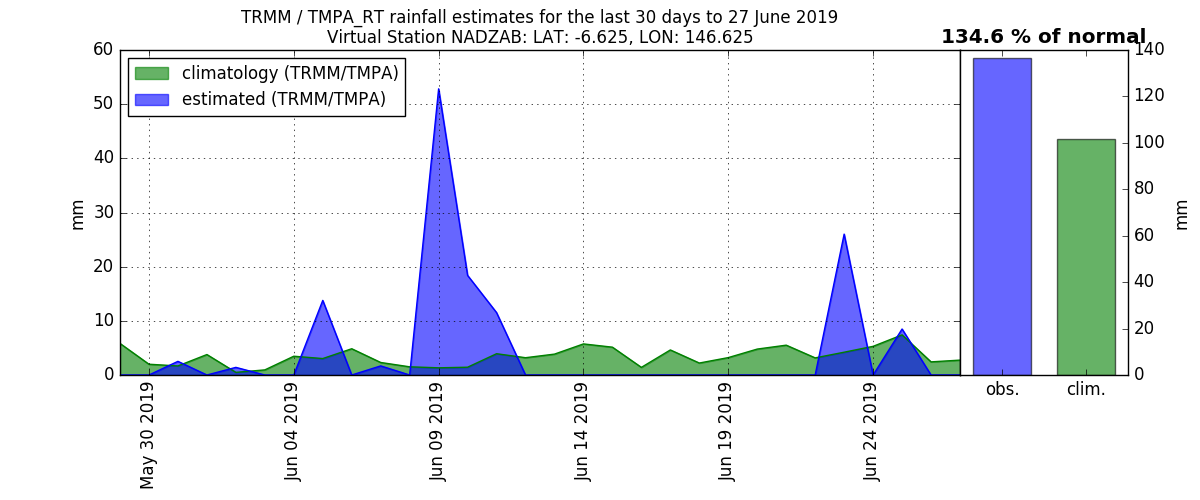 TRMM / TMPA_RT rainfall estimates for the last 30 days to 27 June 2019
Virtual Station NADZAB: LAT: -6.625, LON: 146.625
134.6 % of normal
climatology (TRMM/TMPA)
estimated (TRMM/TMPA)
mm
60
50
40
30
20
10
0
May 30 2019
Jun 04 2019
Jun 09 2019
Jun 14 2019
Jun 19 2019
Jun 24 2019
obs.
clim.
140
120
100
80
60
40
20
0
mm